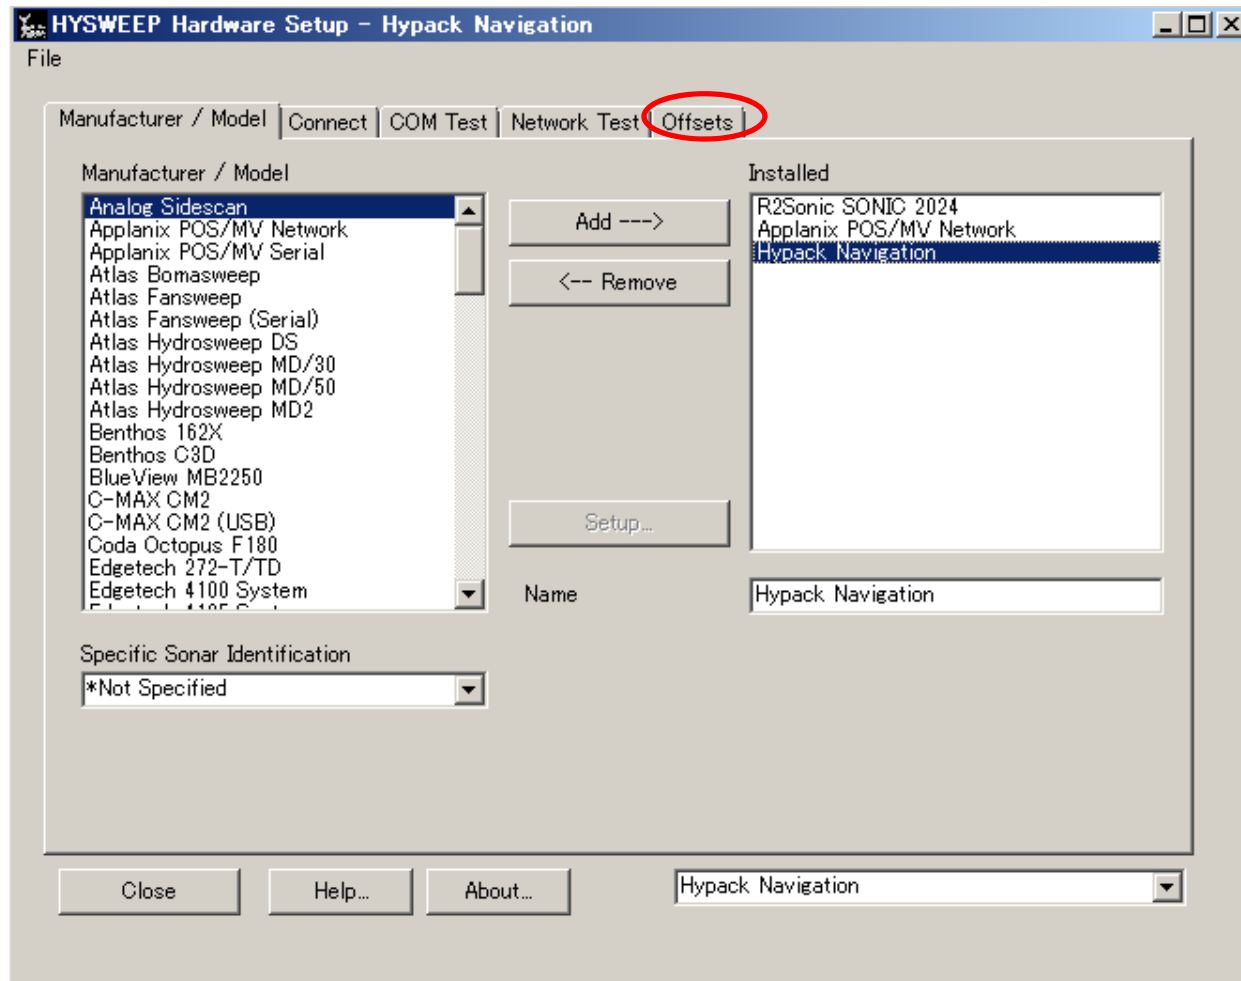 HYSWEEP Hardware Setup - Hypack Navigation
File
Manufacturer / Model
Connect
COM Test
Network Test
Offsets
Manufacturer / Model
Analog Sidescan
Applanix POS/MV Network
Applanix POS/MV Serial
Atlas Bomasweep
Atlas Fansweep
Atlas Fansweep (Serial)
Atlas Hydrosweep DS
Atlas Hydrosweep MD/30
Atlas Hydrosweep MD/50
Atlas Hydrosweep MD2
Benthos 162X
Benthos C3D
BlueView MB2250
C-MAX CM2
C-MAX CM2 (USB)
Coda Octopus F180
Edgetech 272-T/TD
Edgetech 4100 System
Add --->
<-- Remove
Setup...
Installed
R2Sonic SONIC 2024
Applanix POS/MV Network
Hypack Navigation
Name
Hypack Navigation
Specific Sonar Identification
*Not Specified
Close
Help...
About...
Hypack Navigation